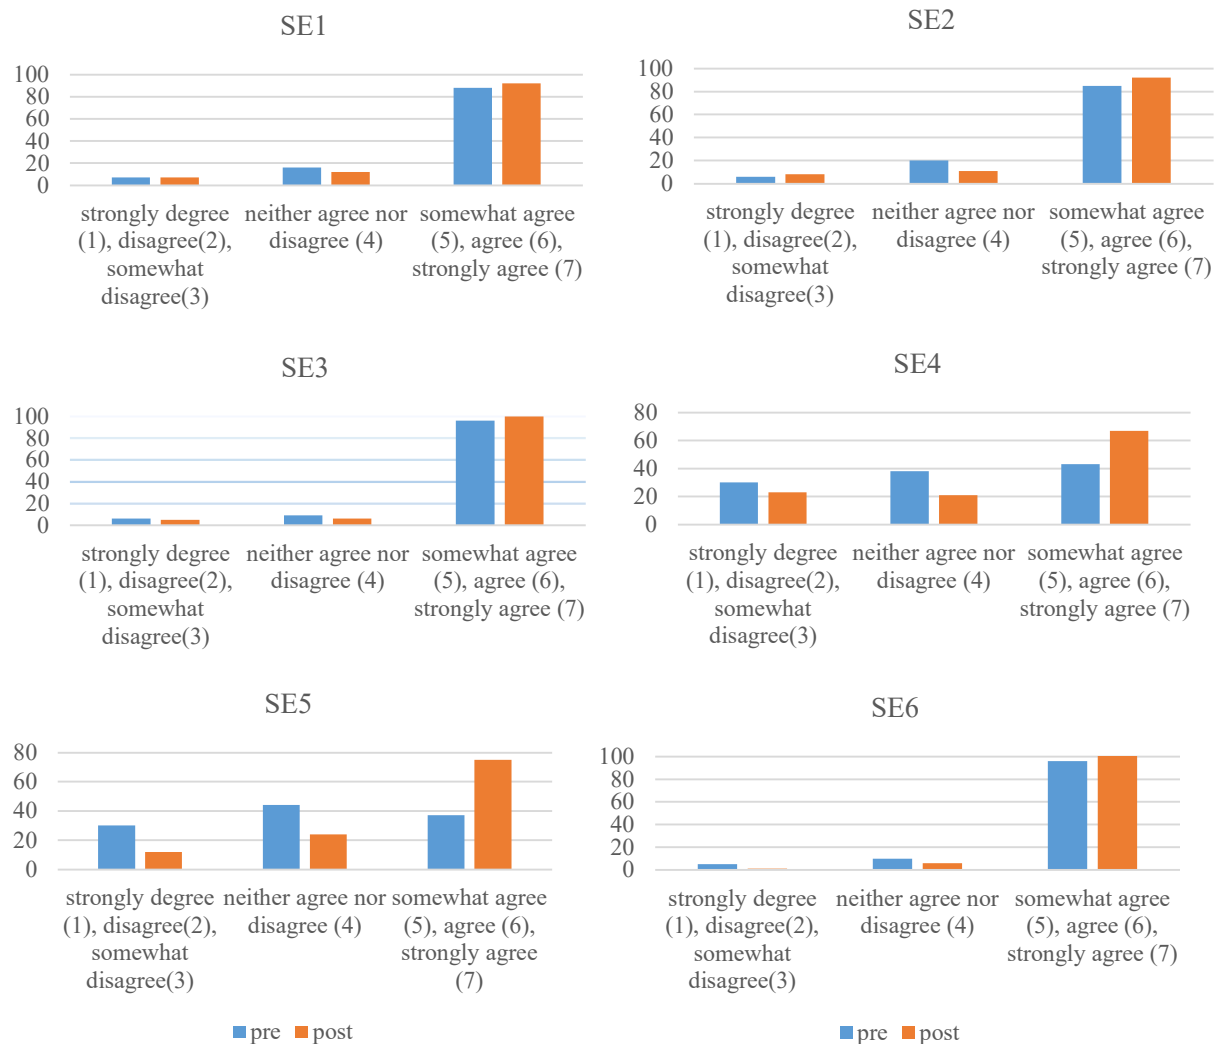 SE1
100
80
60
40
20
0
strongly degree
(1), disagree(2),
somewhat
disagree(3)
neither agree nor
disagree (4)
somewhat agree
(5), agree (6),
strongly agree (7)
SE2
100
80
60
40
20
0
strongly degree
(1), disagree(2),
somewhat
disagree(3)
neither agree nor
disagree (4)
somewhat agree
(5), agree (6),
strongly agree (7)
SE3
100
80
60
40
20
0
strongly degree
(1), disagree(2),
somewhat
disagree(3)
neither agree nor
disagree (4)
somewhat agree
(5), agree (6),
strongly agree (7)
SE4
80
60
40
20
0
strongly degree
(1), disagree(2),
somewhat
disagree(3)
neither agree nor
disagree (4)
somewhat agree
(5), agree (6),
strongly agree (7)
SE5
80
60
40
20
0
strongly degree
(1), disagree(2),
somewhat
disagree(3)
neither agree nor
disagree (4)
somewhat agree
(5), agree (6),
strongly agree
(7)
pre post
SE6
100
80
60
40
20
0
strongly degree
(1), disagree(2),
somewhat
disagree(3)
neither agree nor
disagree (4)
somewhat agree
(5), agree (6),
strongly agree (7)
pre post